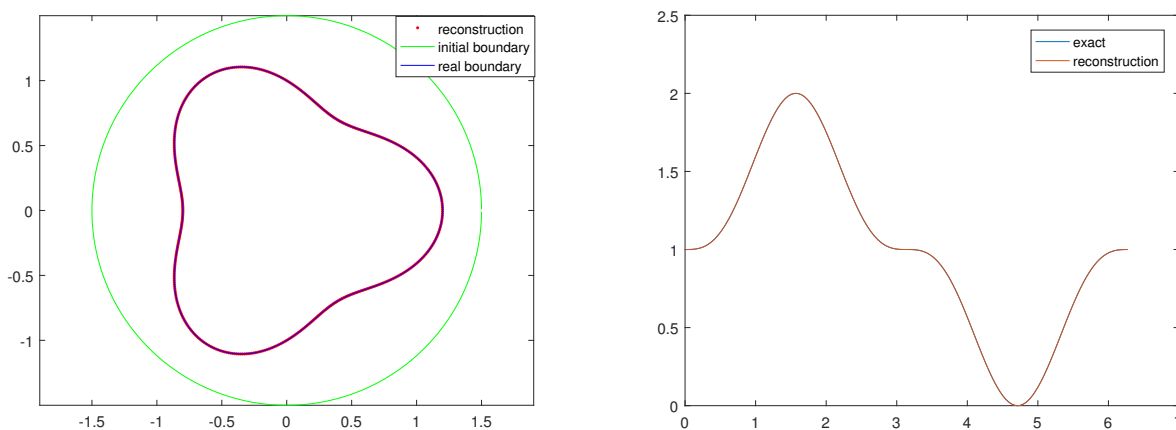 reconstruction
initial boundary
real boundary
1
0.5
0
-0.5
-1
-1.5 -1 -0.5 0 0.5 1 1.5
2.5
exact
reconstruction
2
1.5
1
0.5
0
0 1 2 3 4 5 6 7